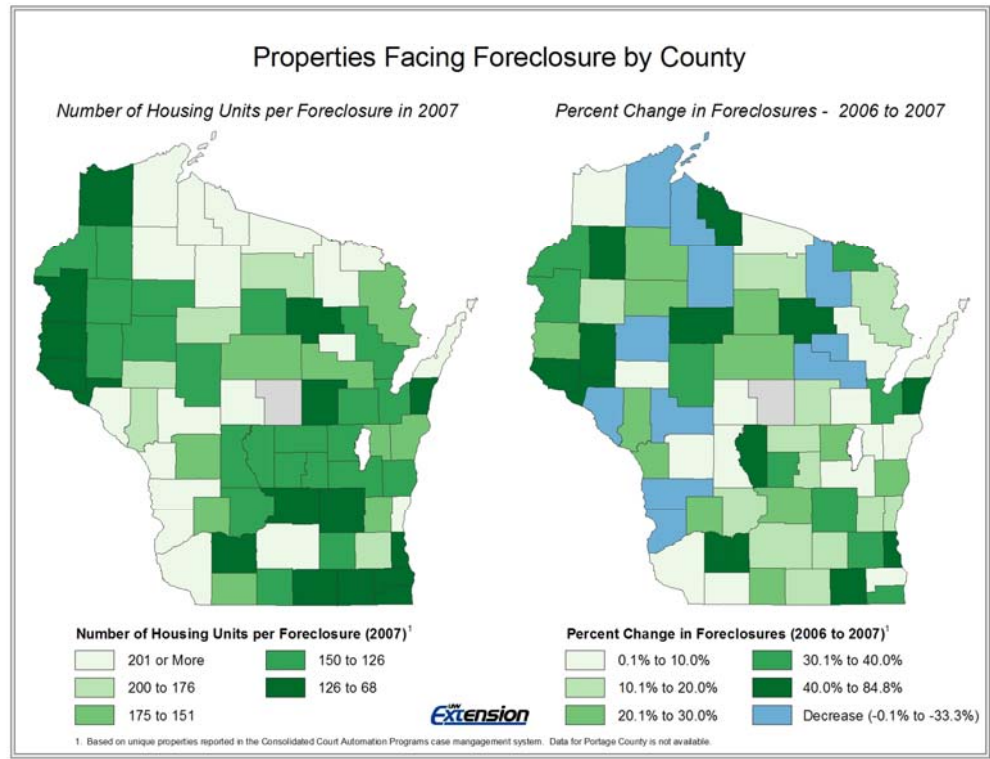 Properties Facing Foreclosure by County
Number of Housing Units per Foreclosure in 2007
Percent Change in Foreclosures - 2006 to 2007
Number of Housing Units per Foreclosure (2007)1
201 or More
200 to 176
175 to 151
150 to 126
126 to 68
Percent Change in Foreclosures (2006 to 2007)1
0.1% to 10.0%
10.1% to 20.0%
20.1% to 30.0%
30.1% to 40.0%
40.0% to 84.8%
Decrease (-0.1% to -33.3%)
UW
Extension
1. Based on unique properties reported in the Consolidated Court Automation Programs case mangagement system. Data for Portage County is not available.